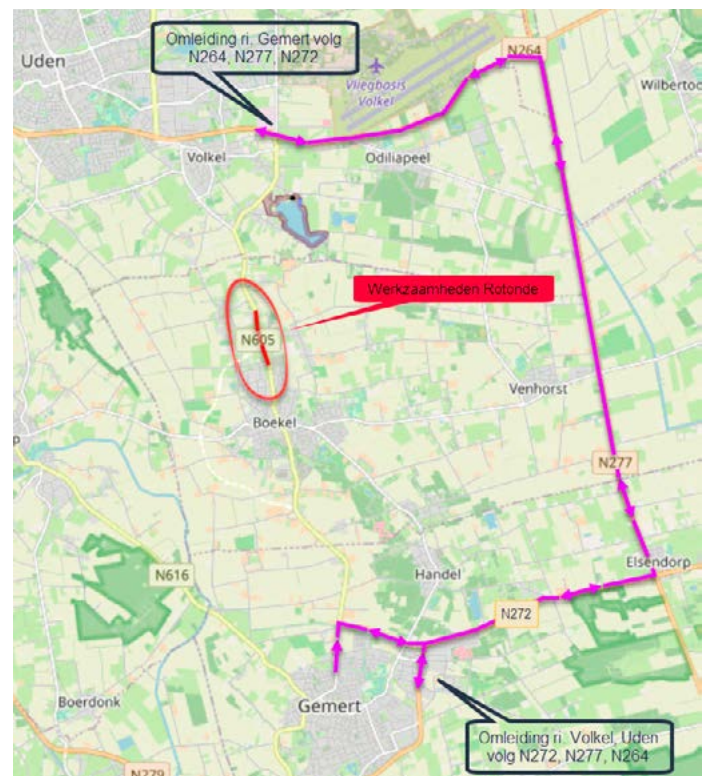 Omleiding ri. Gemert volg
N264, N277, N272
Uden
N264
Vliegbasis
Volkel
Wilberto
Volkel
Odiliapeel
Werkzaamheden Rotonde
N605
Venhorst
Boekel
p
N277
Elsendorp
N616
Handel
N272
Boerdonk
Gemert
Omleiding ri. Volkel, Uden
volg N272, N277, N264
N279